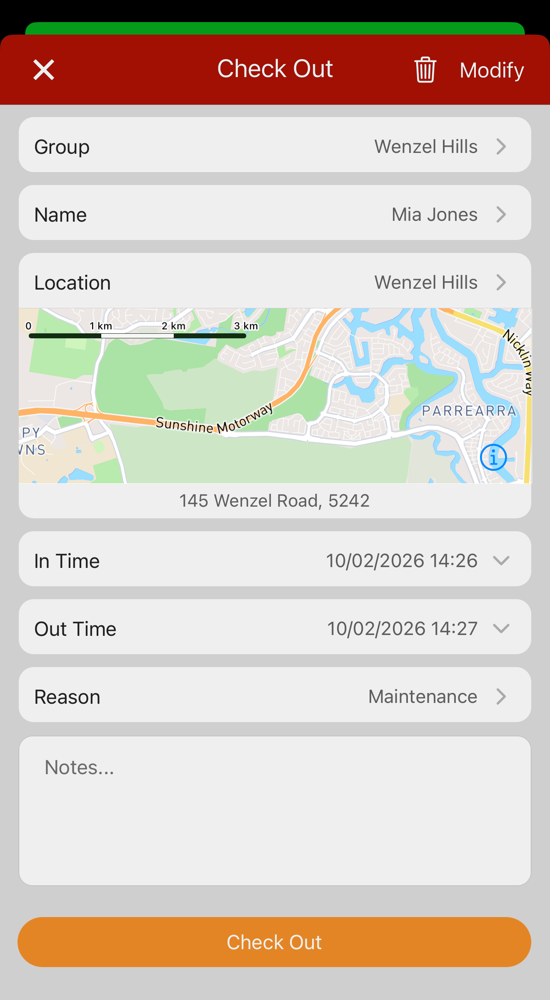 Check Out
Modify
Group
Wenzel Hills
Name
Mia Jones
Location
Wenzel Hills
0 1 km 2 km 3 km
Nicklin Way
PARREARRA
Sunshine Motorway
PY
WNS
145 Wenzel Road, 5242
In Time
10/02/2026 14:26
Out Time
10/02/2026 14:27
Reason
Maintenance
Notes...
Check Out